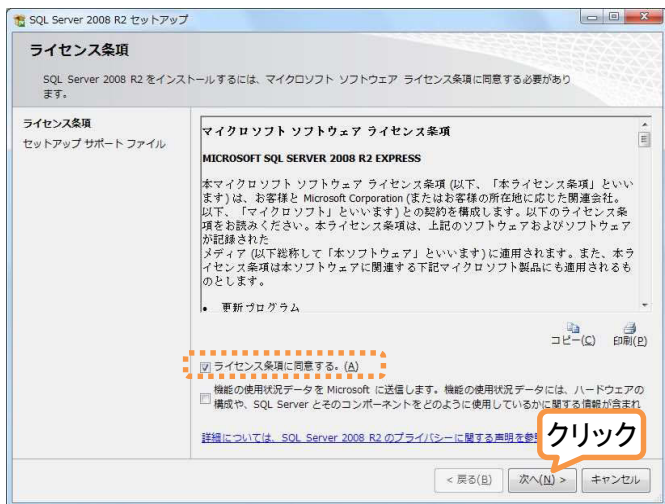 SQL Server 2008 R2 セットアップ
ライセンス条項
SQL Server 2008 R2 をインストールするには、マイクロソフト ソフトウェア ライセンス条項に同意する必要があり
ます。
ライセンス条項
セットアップ サポート ファイル
マイクロソフト ソフトウェア ライセンス条項
MICROSOFT SQL SERVER 2008 R2 EXPRESS
本マイクロソフト ソフトウェア ライセンス条項 (以下、「本ライセンス条項」といい
ます) は、お客様と Microsoft Corporation (またはお客様の所在地に応じた関連会社。
以下、「マイクロソフト」といいます) との契約を構成します。以下のライセンス条
項をお読みください。本ライセンス条項は、上記のソフトウェアおよびソフトウェア
が記録された
メディア (以下総称して「本ソフトウェア」といいます) に適用されます。また、本ラ
イセンス条項は本ソフトウェアに関連する下記マイクロソフト製品にも適用されるも
のとします。
• 更新プログラム
コピー(C) 印刷(P)
ライセンス条項に同意する。(A)
機能の使用状況データを Microsoft に送信します。機能の使用状況データには、ハードウェアの
構成や、SQL Server とそのコンポーネントをどのように使用しているかに関する情報が含まれ
詳細については、SQL Server 2008 R2 のプライバシーに関する声明を参
クリック
< 戻る(B) 次へ(N) > キャンセル